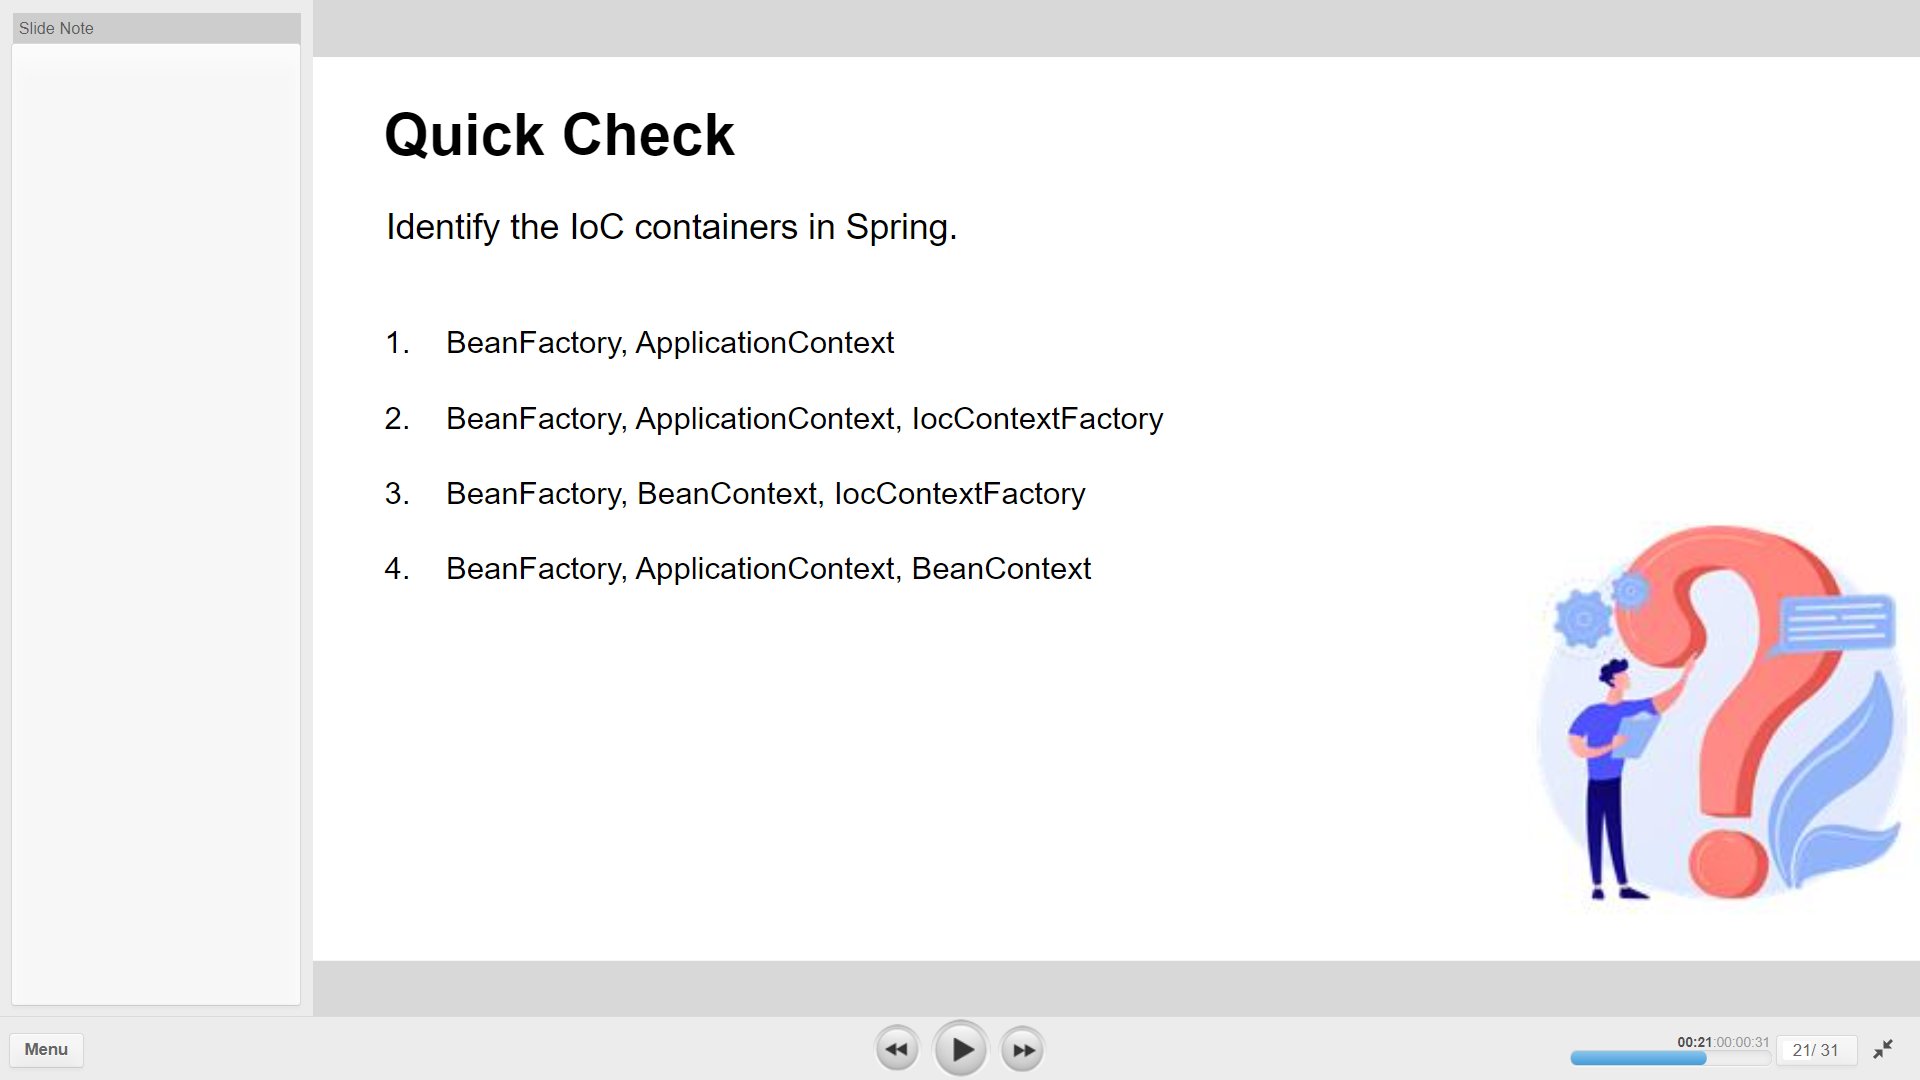 Slide Note
Quick Check
Identify the IoC containers in Spring.
1. BeanFactory, ApplicationContext
2. BeanFactory, ApplicationContext, IocContextFactory
3. BeanFactory, BeanContext, IocContextFactory
4. BeanFactory, ApplicationContext, BeanContext
Menu
00:21:00:00:31
21/ 31